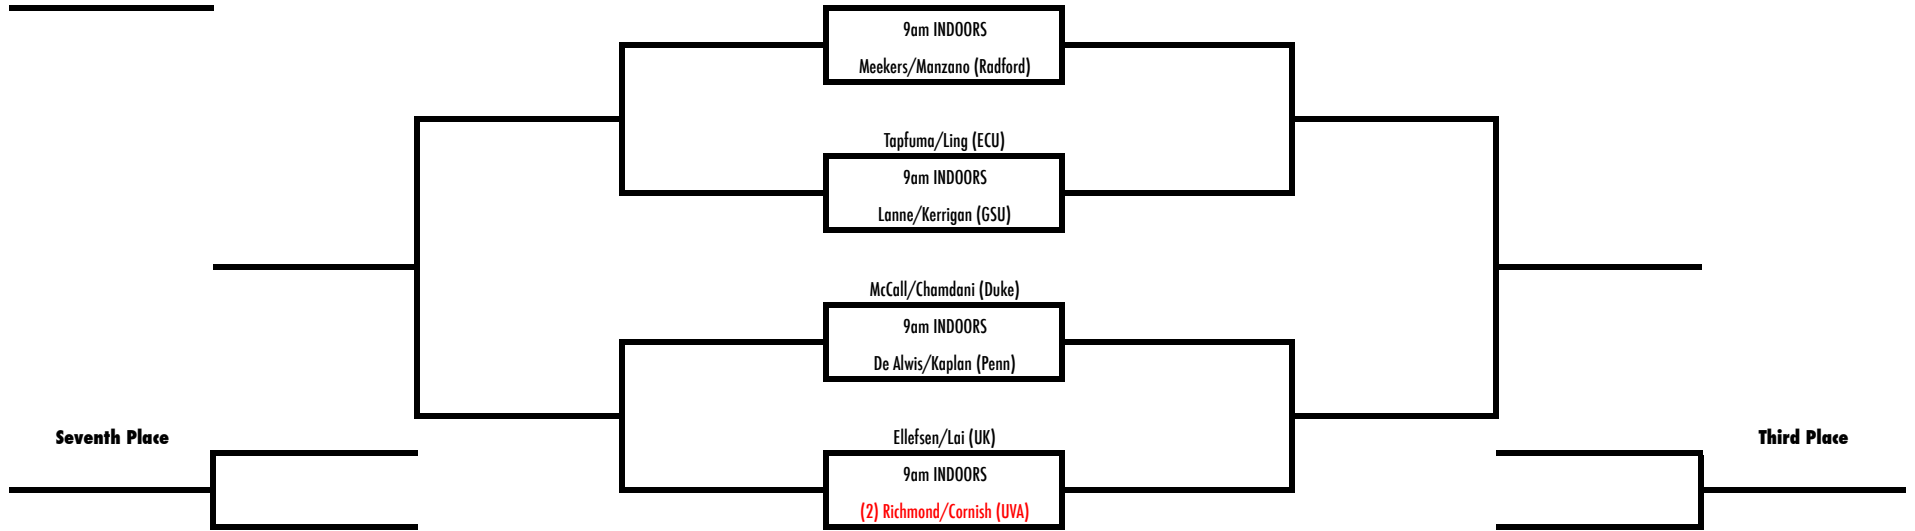 9am INDOORS
Meekers/Manzano (Radford)
Tapfuma/Ling (ECU)
9am INDOORS
Lanne/Kerrigan (GSU)
McCall/Chamdani (Duke)
9am INDOORS
De Alwis/Kaplan (Penn)
Seventh Place
Ellefsen/Lai (UK)
Third Place
9am INDOORS
(2) Richmond/Cornish (UVA)